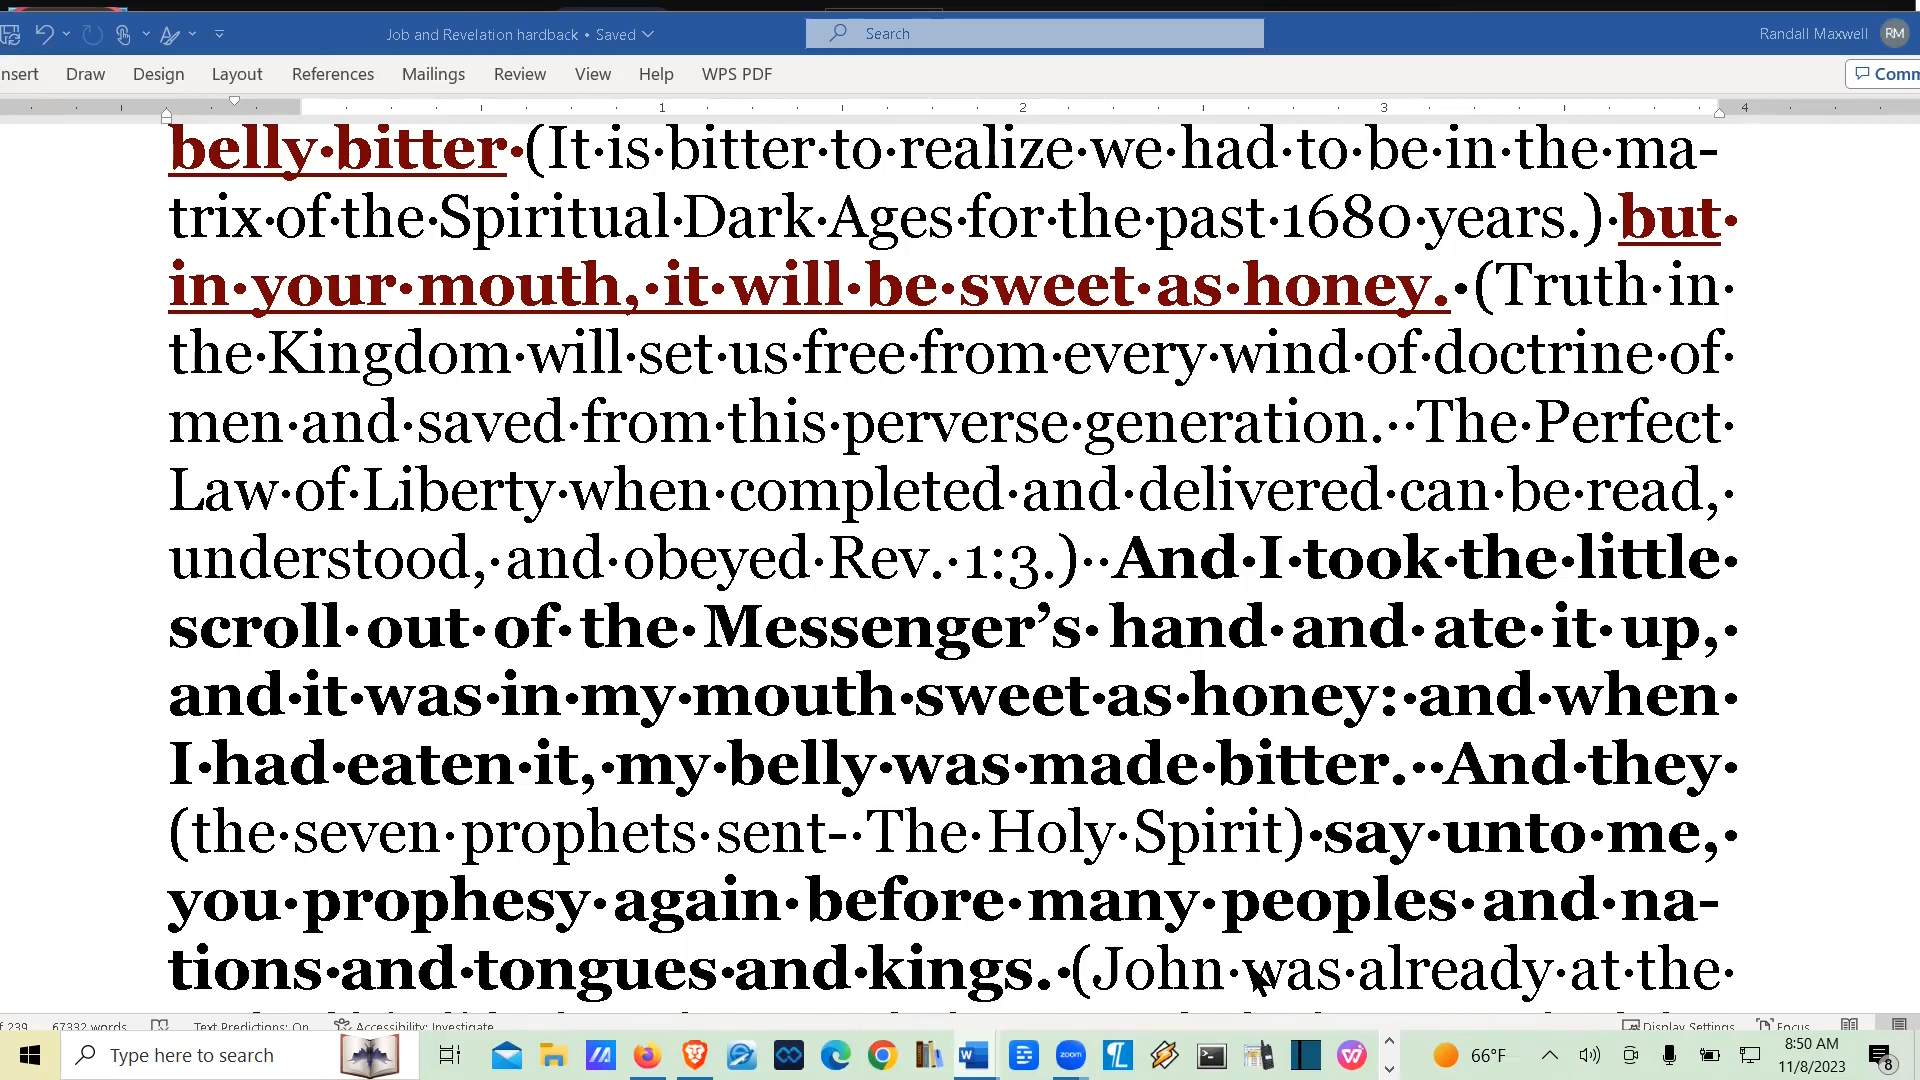 Job and Revelation hardback • Saved
Search
Randall Maxwell
RM
nsert Draw Design Layout References Mailings Review View Help WPS PDF
Comm
1 2 3 4
belly·bitter·(It·is·bitter·to·realize·we·had·to·be·in·the·ma-
trix·of·the·Spiritual·Dark·Ages·for·the·past·1680·years.)·but·
in·your·mouth,·it·will·be·sweet·as·honey.·(Truth·in·
the·Kingdom·will·set·us·free·from·every·wind·of·doctrine·of·
men·and·saved·from·this·perverse·generation.··The·Perfect·
Law·of·Liberty·when·completed·and·delivered·can·be·read,·
understood,·and·obeyed·Rev.·1:3.)··And·I·took·the·little·
scroll·out·of·the·Messenger’s·hand·and·ate·it·up,·
and·it·was·in·my·mouth·sweet·as·honey:·and·when·
I·had·eaten·it,·my·belly·was·made·bitter.··And·they·
(the·seven·prophets·sent-·The·Holy·Spirit)·say·unto·me,·
you·prophesy·again·before·many·peoples·and·na-
tions·and·tongues·and·kings.·(John·was·already·at·the·
f 239 67332 words Text Predictions: On Accessibility: Investigate Display Settings Focus
Type here to search
zoom
66°F
8:50 AM
11/8/2023
8